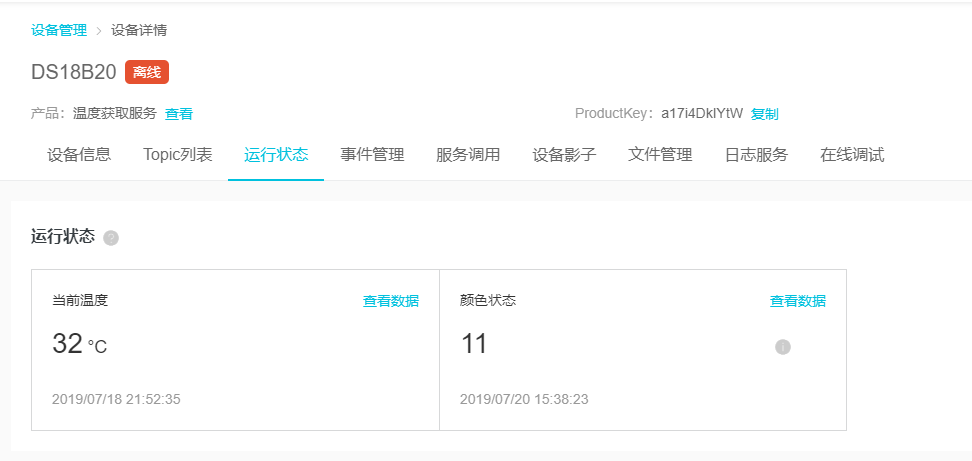 设备管理 > 设备详情
DS18B20 离线
产品：温度获取服务 查看 ProductKey：a17i4DkIYtW 复制
设备信息 Topic列表 运行状态 事件管理 服务调用 设备影子 文件管理 日志服务 在线调试
运行状态
当前温度 查看数据 颜色状态 查看数据
32 °C 11
2019/07/18 21:52:35 2019/07/20 15:38:23